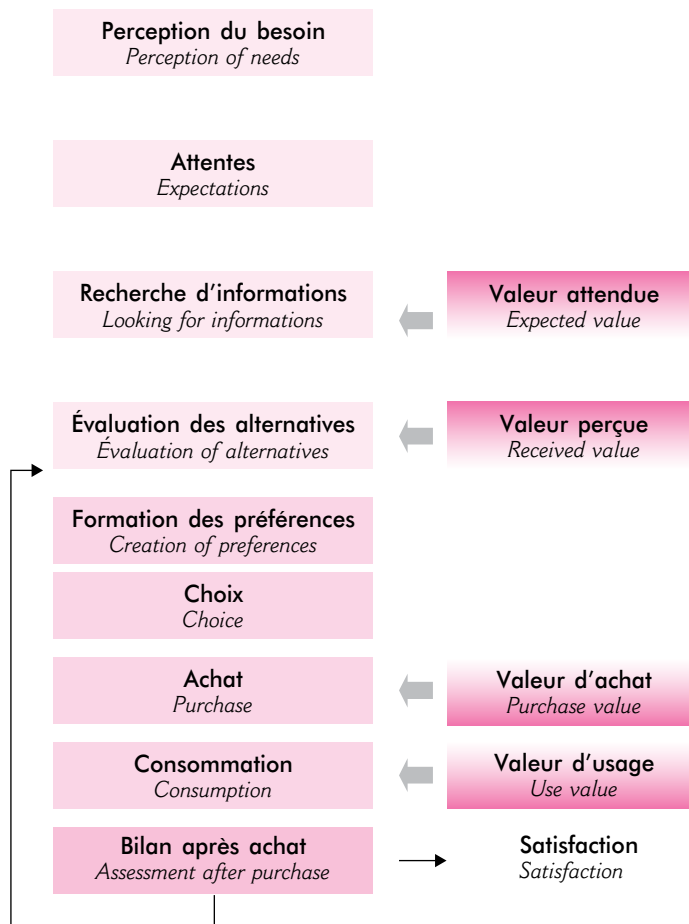 Perception du besoin
Perception of needs
Attentes
Expectations
Recherche d’informations
Looking for informations
Valeur attendue
Expected value
Évaluation des alternatives
Évaluation of alternatives
Valeur perçue
Received value
Formation des préférences
Creation of preferences
Choix
Choice
Achat
Purchase
Valeur d’achat
Purchase value
Consommation
Consumption
Valeur d’usage
Use value
Bilan après achat
Assessment after purchase
Satisfaction
Satisfaction